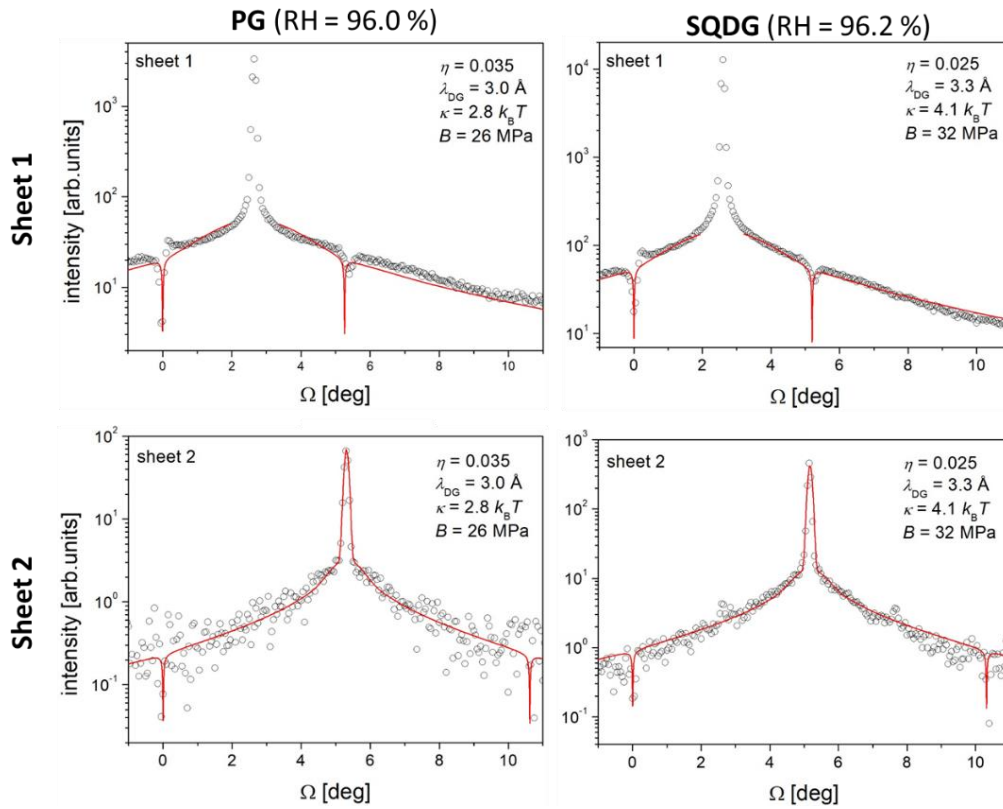 PG (RH = 96.0 %)
SQDG (RH = 96.2 %)
Sheet 1
sheet 1
η = 0.035
λDG = 3.0 Å
κ = 2.8 kBT
B = 26 MPa
intensity [arb.units]
10³
10²
10¹
0 2 4 6 8 10
Ω [deg]
sheet 1
η = 0.025
λDG = 3.3 Å
κ = 4.1 kBT
B = 32 MPa
10⁴
10³
10²
10¹
0 2 4 6 8 10
Ω [deg]
Sheet 2
sheet 2
η = 0.035
λDG = 3.0 Å
κ = 2.8 kBT
B = 26 MPa
intensity [arb.units]
10²
10¹
10⁰
10⁻¹
0 2 4 6 8 10
Ω [deg]
sheet 2
η = 0.025
λDG = 3.3 Å
κ = 4.1 kBT
B = 32 MPa
10³
10²
10¹
10⁰
10⁻¹
0 2 4 6 8 10
Ω [deg]